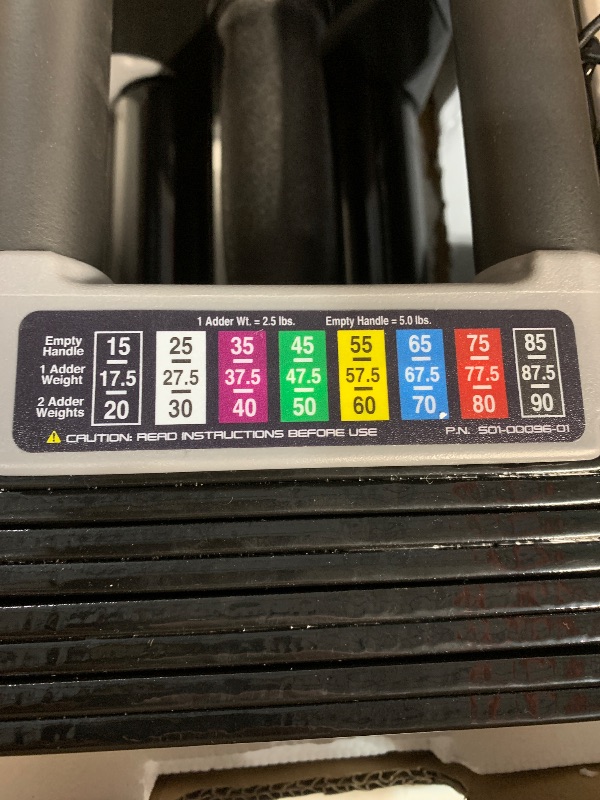 1 Adder Wt. = 2.5 lbs. Empty Handle = 5.0 lbs.
Empty Handle 15 25 35 45 55 65 75 85
1 Adder Weight 17.5 27.5 37.5 47.5 57.5 67.5 77.5 87.5
2 Adder Weights 20 30 40 50 60 70 80 90
CAUTION: READ INSTRUCTIONS BEFORE USE P.N. S01-00096-01